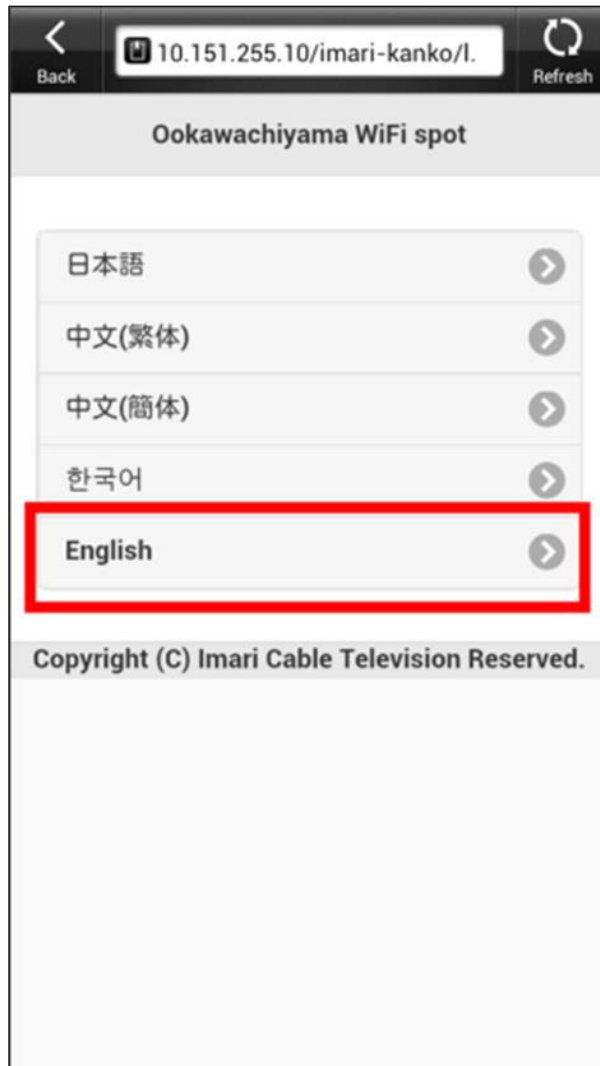 10.151.255.10/imari-kanko/l.
Back
Refresh
Ookawachiyama WiFi spot
日本語
中文(繁体)
中文(簡体)
한국어
English
Copyright (C) Imari Cable Television Reserved.